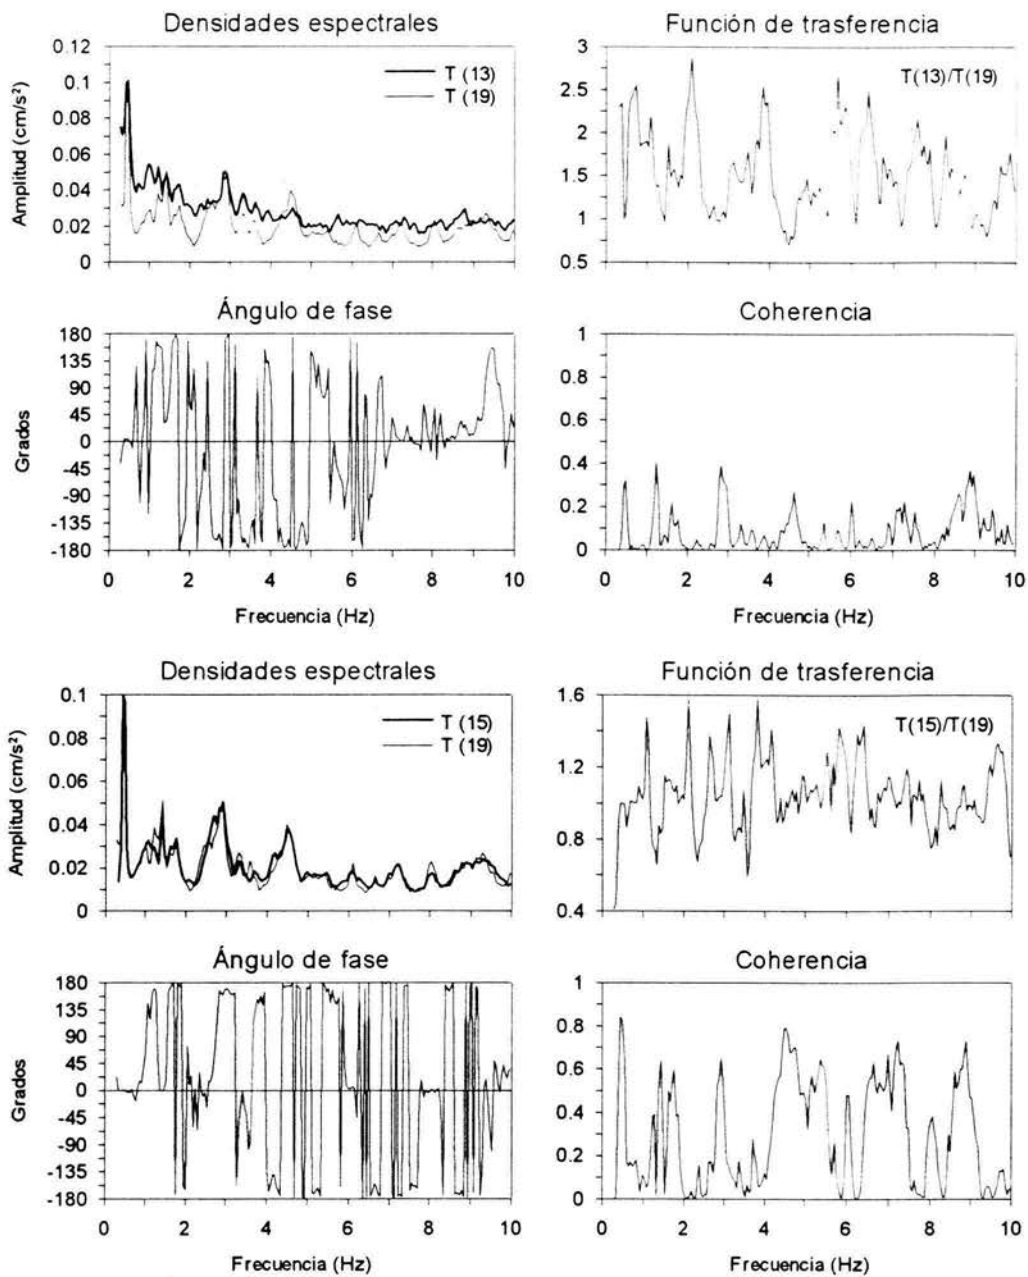 Densidades espectrales
0.12
0.1
0.08
0.06
0.04
0.02
0
Amplitud (cm/s²)
T (13)
T (19)
Función de trasferencia
3
2.5
2
1.5
1
0.5
T(13)/T(19)
Ángulo de fase
180
135
90
45
0
-45
-90
-135
-180
Grados
0 2 4 6 8 10
Frecuencia (Hz)
Coherencia
1
0.8
0.6
0.4
0.2
0
0 2 4 6 8 10
Frecuencia (Hz)
Densidades espectrales
0.1
0.08
0.06
0.04
0.02
0
Amplitud (cm/s²)
T (15)
T (19)
Función de trasferencia
1.6
1.2
0.8
0.4
T(15)/T(19)
Ángulo de fase
180
135
90
45
0
-45
-90
-135
-180
Grados
0 2 4 6 8 10
Frecuencia (Hz)
Coherencia
1
0.8
0.6
0.4
0.2
0
0 2 4 6 8 10
Frecuencia (Hz)